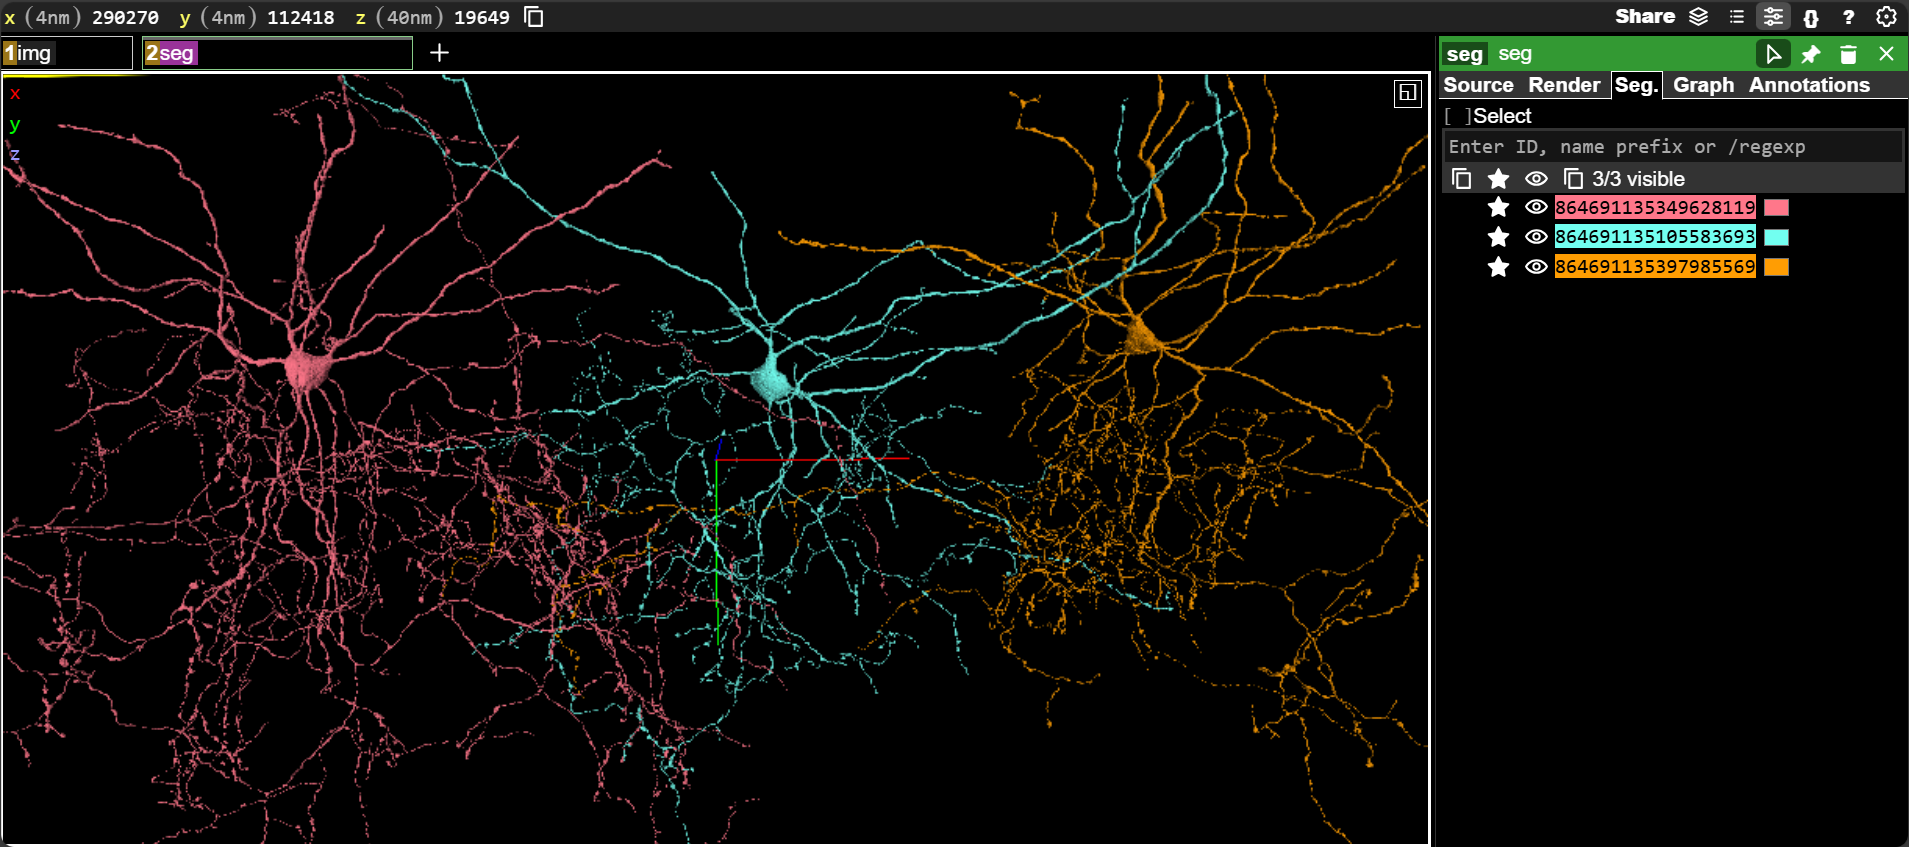 x (4nm) 290270 y (4nm) 112418 z (40nm) 19649
Share {} ?
1img 2seg +
seg seg
Source Render Seg. Graph Annotations
[ ]Select
Enter ID, name prefix or /regexp
3/3 visible
864691135349628119
864691135105583693
864691135397985569
x
y
z